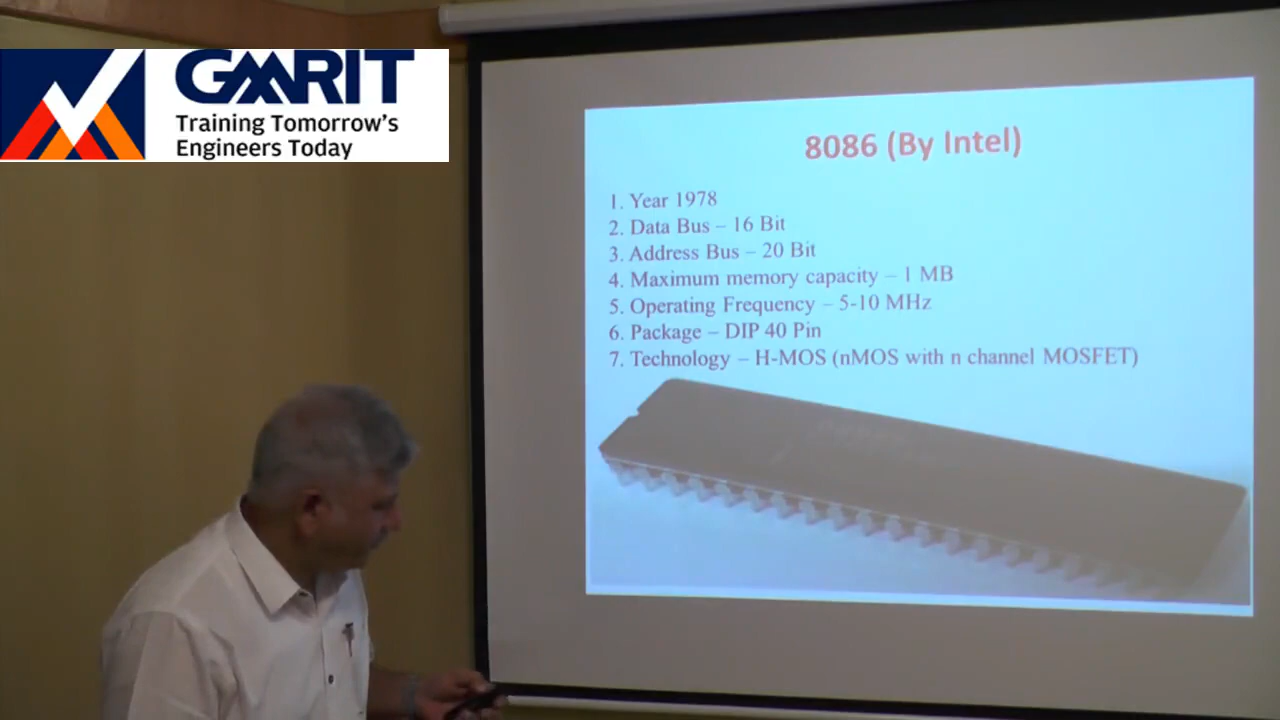 GMRIT
Training Tomorrow's
Engineers Today
8086 (By Intel)
1. Year 1978
2. Data Bus – 16 Bit
3. Address Bus – 20 Bit
4. Maximum memory capacity – 1 MB
5. Operating Frequency – 5-10 MHz
6. Package – DIP 40 Pin
7. Technology – H-MOS (nMOS with n channel MOSFET)